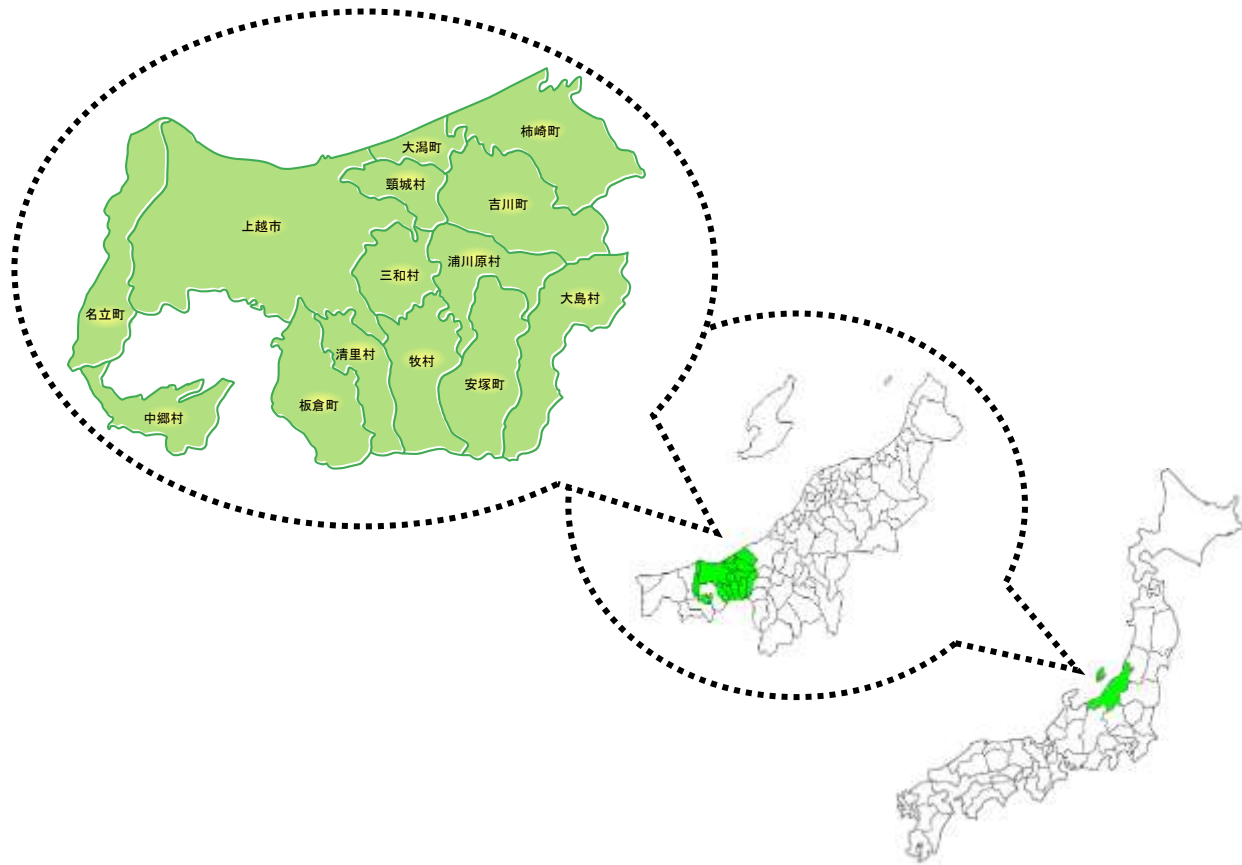 柿崎町
大潟町
頸城村
吉川町
上越市
浦川原村
三和村
大島村
名立町
清里村
牧村
安塚町
板倉町
中郷村